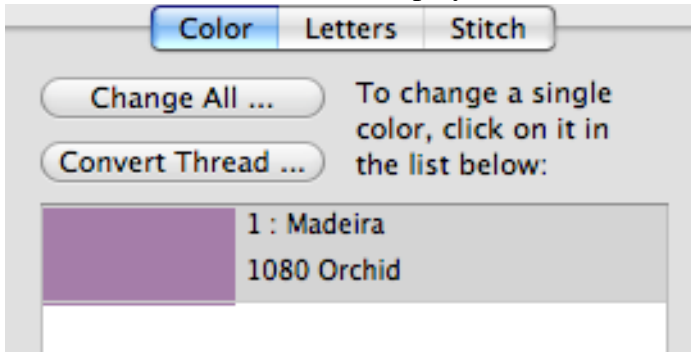 Color Letters Stitch
Change All ...
Convert Thread ...
To change a single
color, click on it in
the list below:
1 : Madeira
1080 Orchid